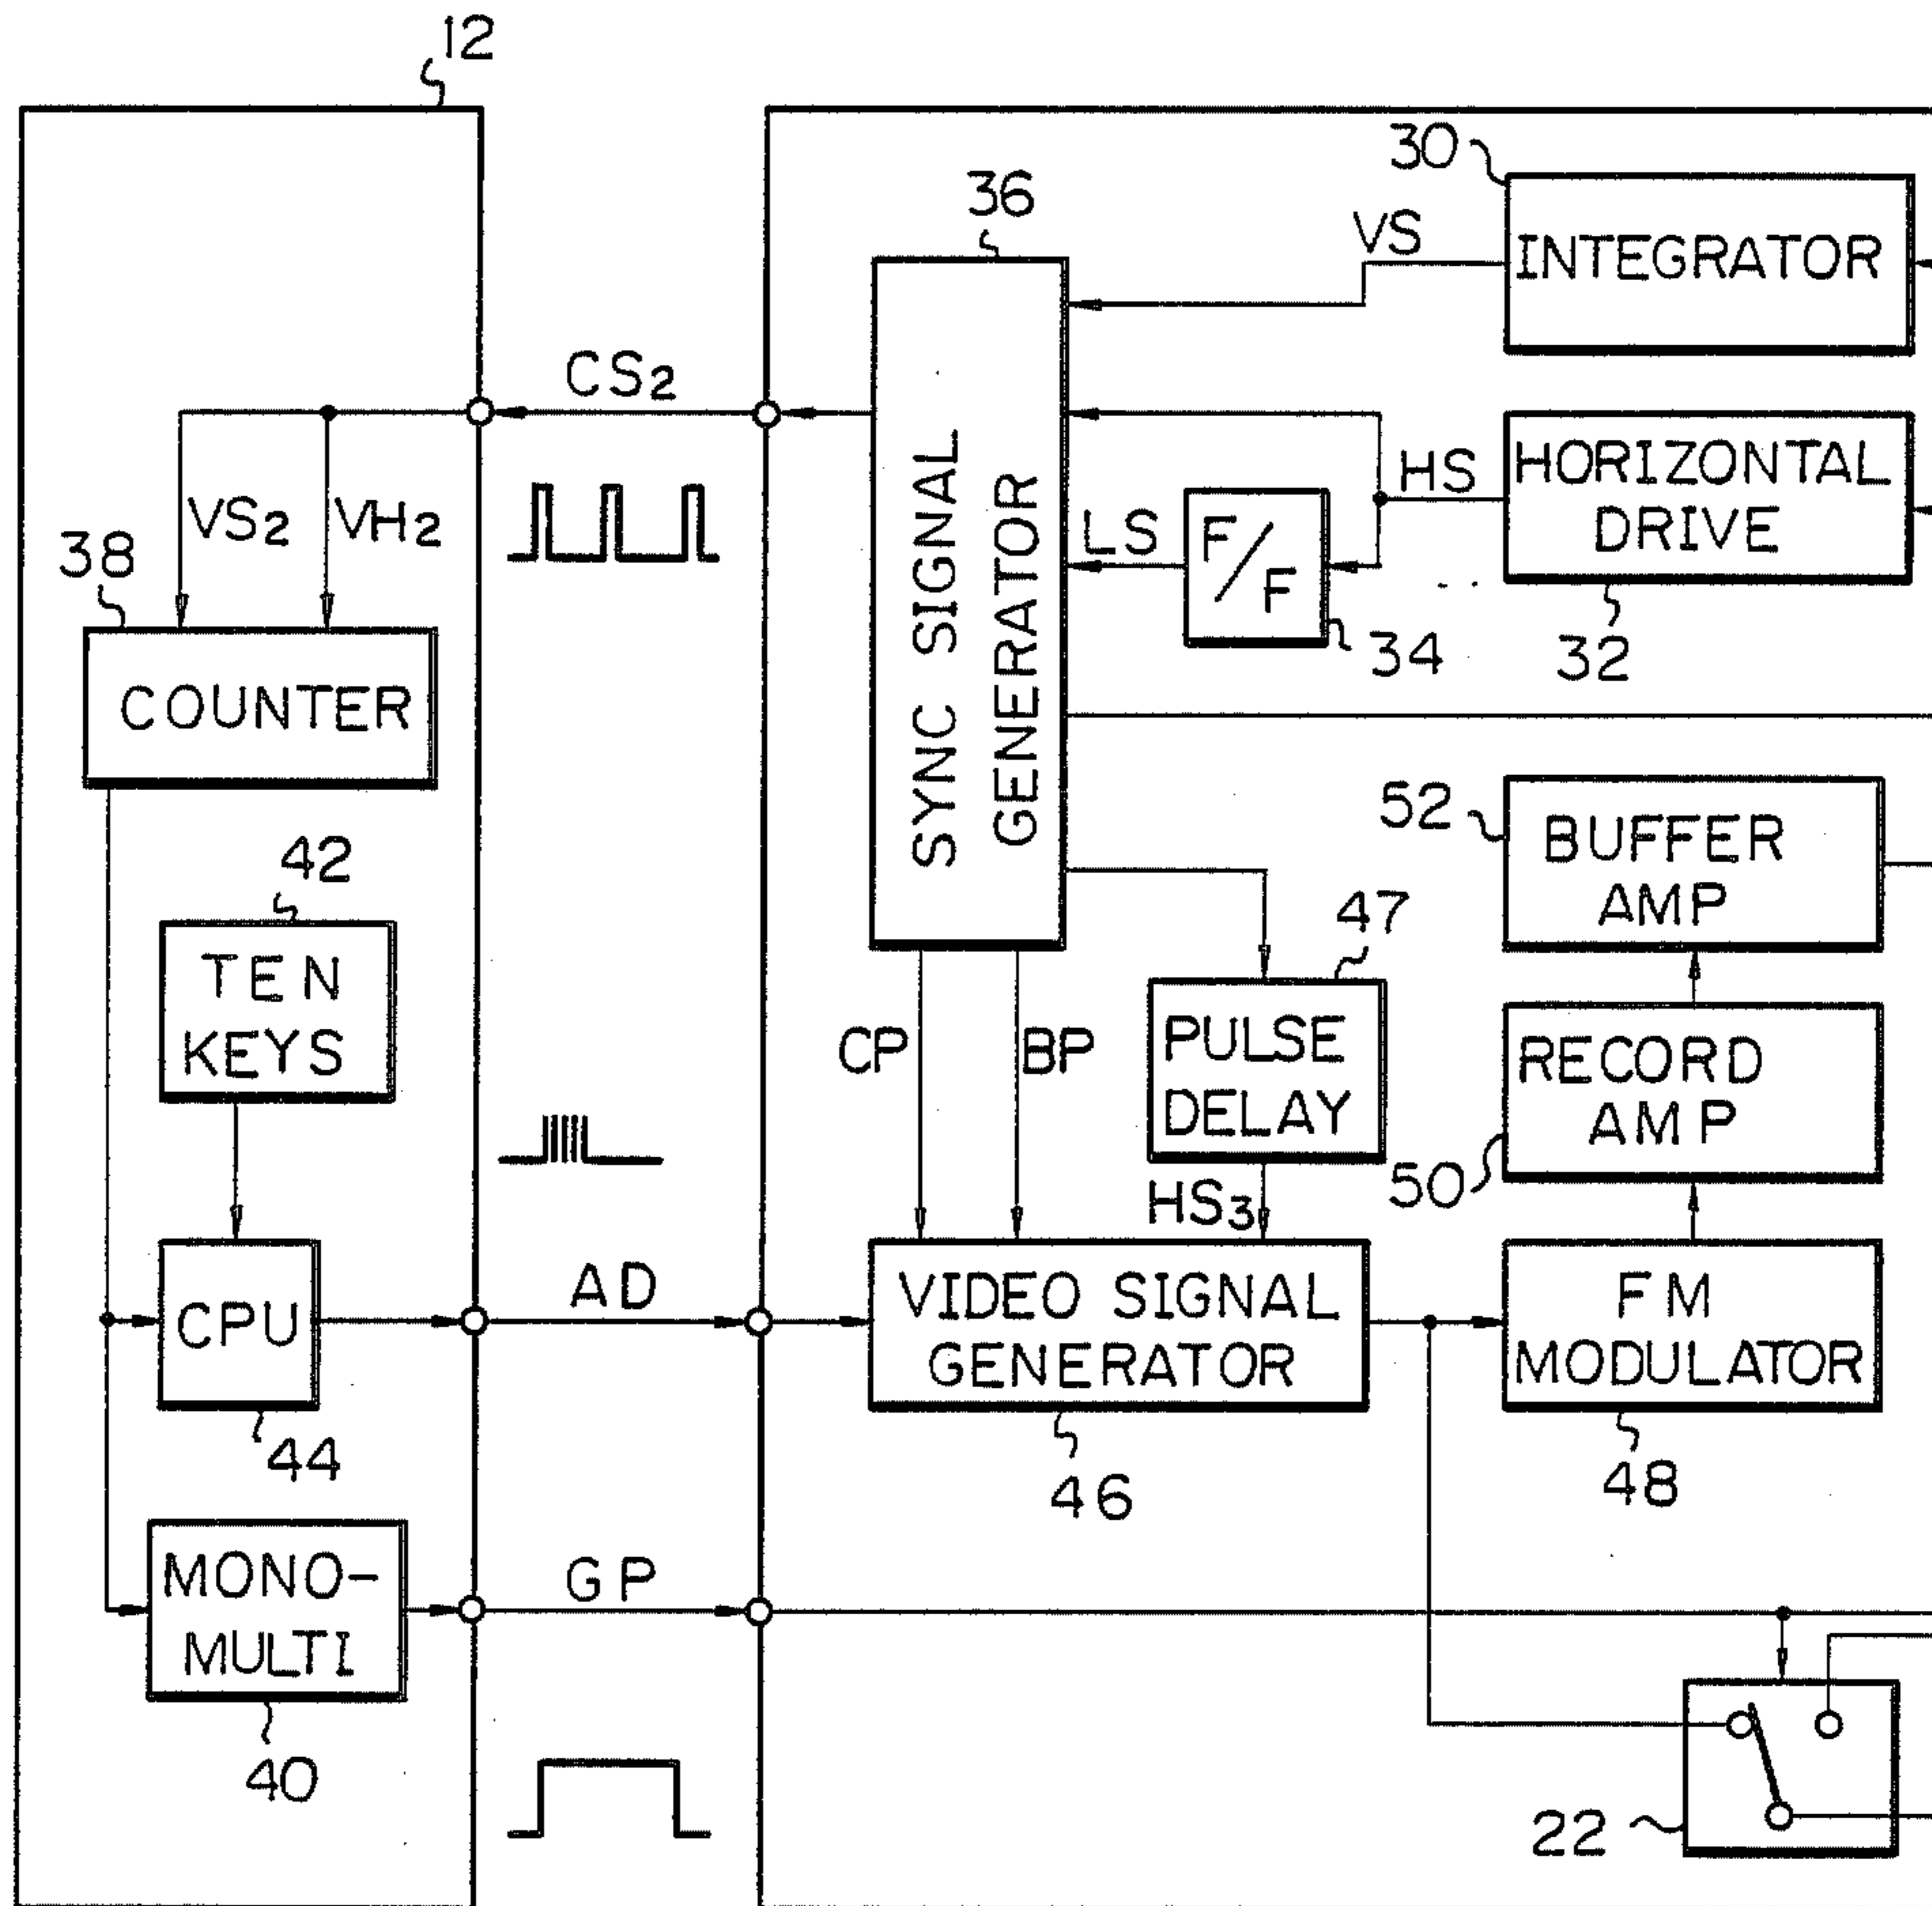 12
30
36
VS
INTEGRATOR
CS2
VS2
VH2
HS
HORIZONTAL
DRIVE
LS
F/F
38
34
32
COUNTER
SYNC SIGNAL
GENERATOR
52
BUFFER
AMP
42
47
TEN
KEYS
CP
BP
PULSE
DELAY
RECORD
AMP
50
HS3
AD
CPU
VIDEO SIGNAL
GENERATOR
FM
MODULATOR
44
46
48
GP
MONO-
MULTI
40
22